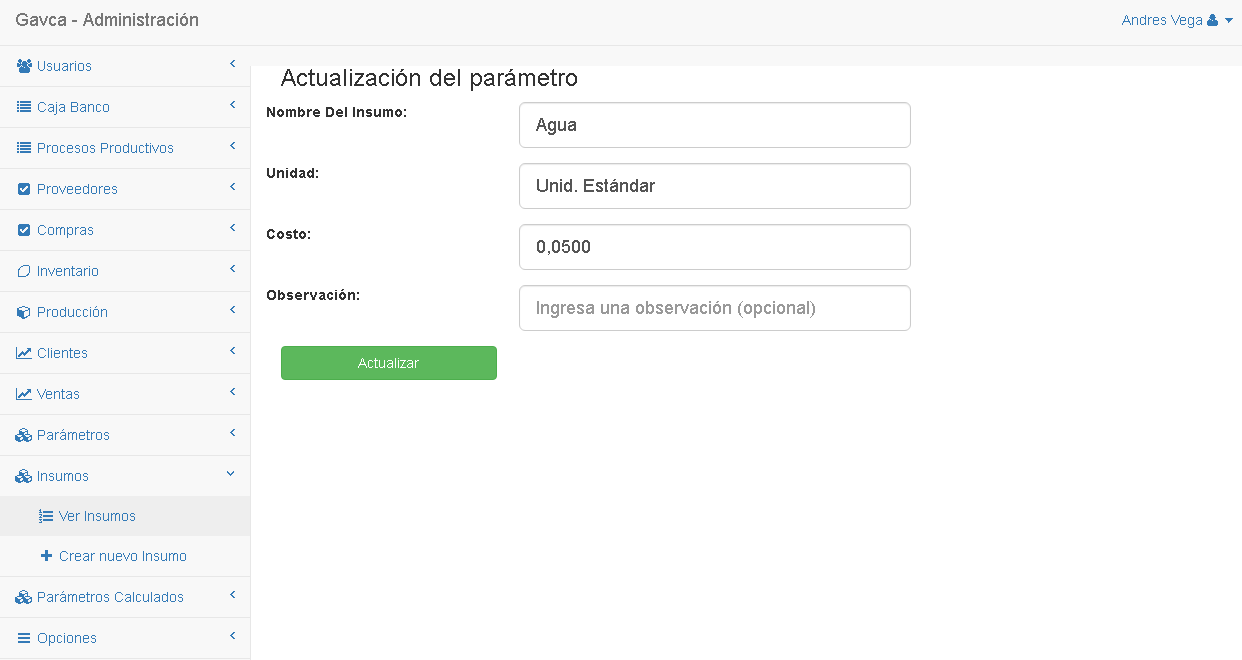 Gavca - Administración
Andres Vega
Usuarios
Caja Banco
Procesos Productivos
Proveedores
Compras
Inventario
Producción
Clientes
Ventas
Parámetros
Insumos
Ver Insumos
Crear nuevo Insumo
Parámetros Calculados
Opciones
Actualización del parámetro
Nombre Del Insumo:
Agua
Unidad:
Unid. Estándar
Costo:
0,0500
Observación:
Ingresa una observación (opcional)
Actualizar